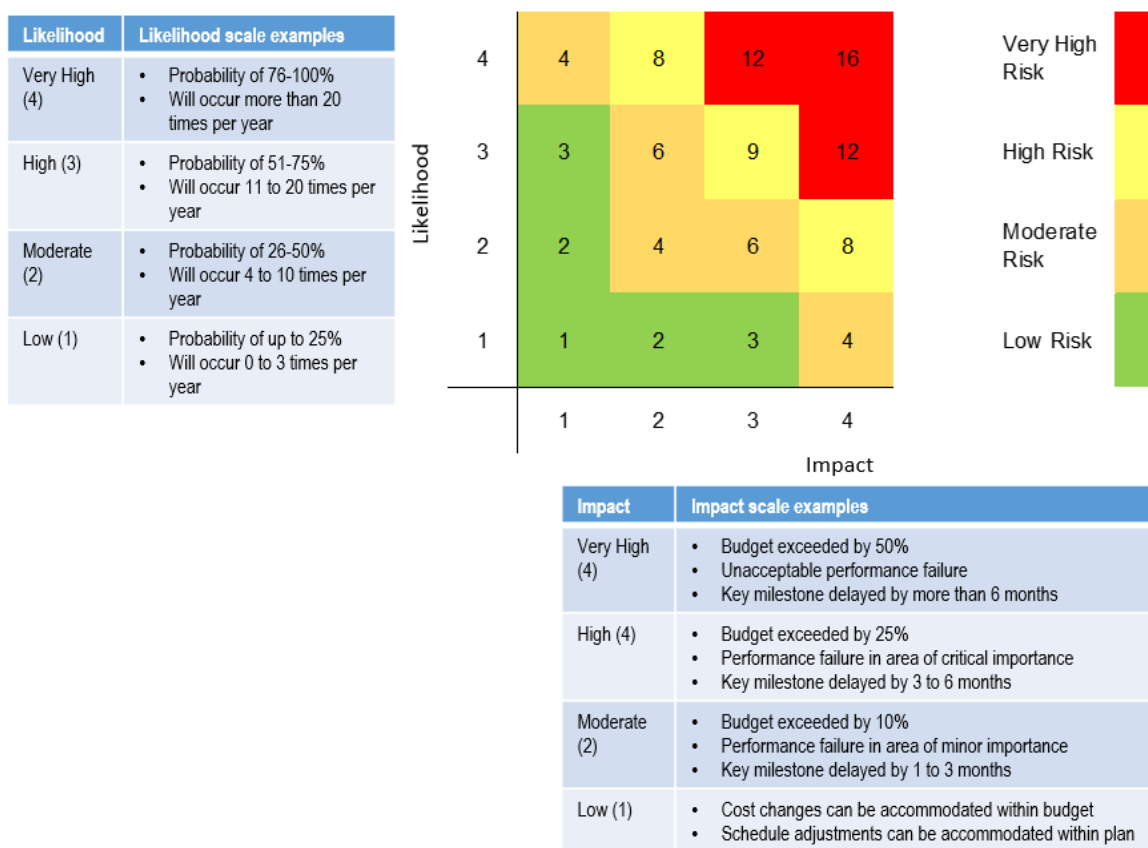 Likelihood Likelihood scale examples
Very High
(4)
• Probability of 76-100%
• Will occur more than 20
times per year
High (3)
• Probability of 51-75%
• Will occur 11 to 20 times per
year
Moderate
(2)
• Probability of 26-50%
• Will occur 4 to 10 times per
year
Low (1)
• Probability of up to 25%
• Will occur 0 to 3 times per
year
Likelihood
4 4 8 12 16
3 3 6 9 12
2 2 4 6 8
1 1 2 3 4
1 2 3 4
Impact
Very High
Risk
High Risk
Moderate
Risk
Low Risk
Impact Impact scale examples
Very High
(4)
• Budget exceeded by 50%
• Unacceptable performance failure
• Key milestone delayed by more than 6 months
High (4)
• Budget exceeded by 25%
• Performance failure in area of critical importance
• Key milestone delayed by 3 to 6 months
Moderate
(2)
• Budget exceeded by 10%
• Performance failure in area of minor importance
• Key milestone delayed by 1 to 3 months
Low (1)
• Cost changes can be accommodated within budget
• Schedule adjustments can be accommodated within plan